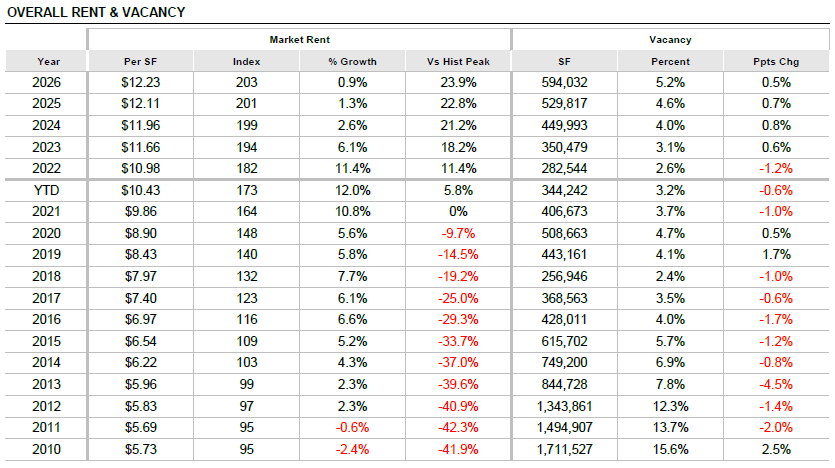 OVERALL RENT & VACANCY
Market Rent Vacancy
Year Per SF Index % Growth Vs Hist Peak SF Percent Ppts Chg
2026 $12.23 203 0.9% 23.9% 594,032 5.2% 0.5%
2025 $12.11 201 1.3% 22.8% 529,817 4.6% 0.7%
2024 $11.96 199 2.6% 21.2% 449,993 4.0% 0.8%
2023 $11.66 194 6.1% 18.2% 350,479 3.1% 0.6%
2022 $10.98 182 11.4% 11.4% 282,544 2.6% -1.2%
YTD $10.43 173 12.0% 5.8% 344,242 3.2% -0.6%
2021 $9.86 164 10.8% 0% 406,673 3.7% -1.0%
2020 $8.90 148 5.6% -9.7% 508,663 4.7% 0.5%
2019 $8.43 140 5.8% -14.5% 443,161 4.1% 1.7%
2018 $7.97 132 7.7% -19.2% 256,946 2.4% -1.0%
2017 $7.40 123 6.1% -25.0% 368,563 3.5% -0.6%
2016 $6.97 116 6.6% -29.3% 428,011 4.0% -1.7%
2015 $6.54 109 5.2% -33.7% 615,702 5.7% -1.2%
2014 $6.22 103 4.3% -37.0% 749,200 6.9% -0.8%
2013 $5.96 99 2.3% -39.6% 844,728 7.8% -4.5%
2012 $5.83 97 2.3% -40.9% 1,343,861 12.3% -1.4%
2011 $5.69 95 -0.6% -42.3% 1,494,907 13.7% -2.0%
2010 $5.73 95 -2.4% -41.9% 1,711,527 15.6% 2.5%